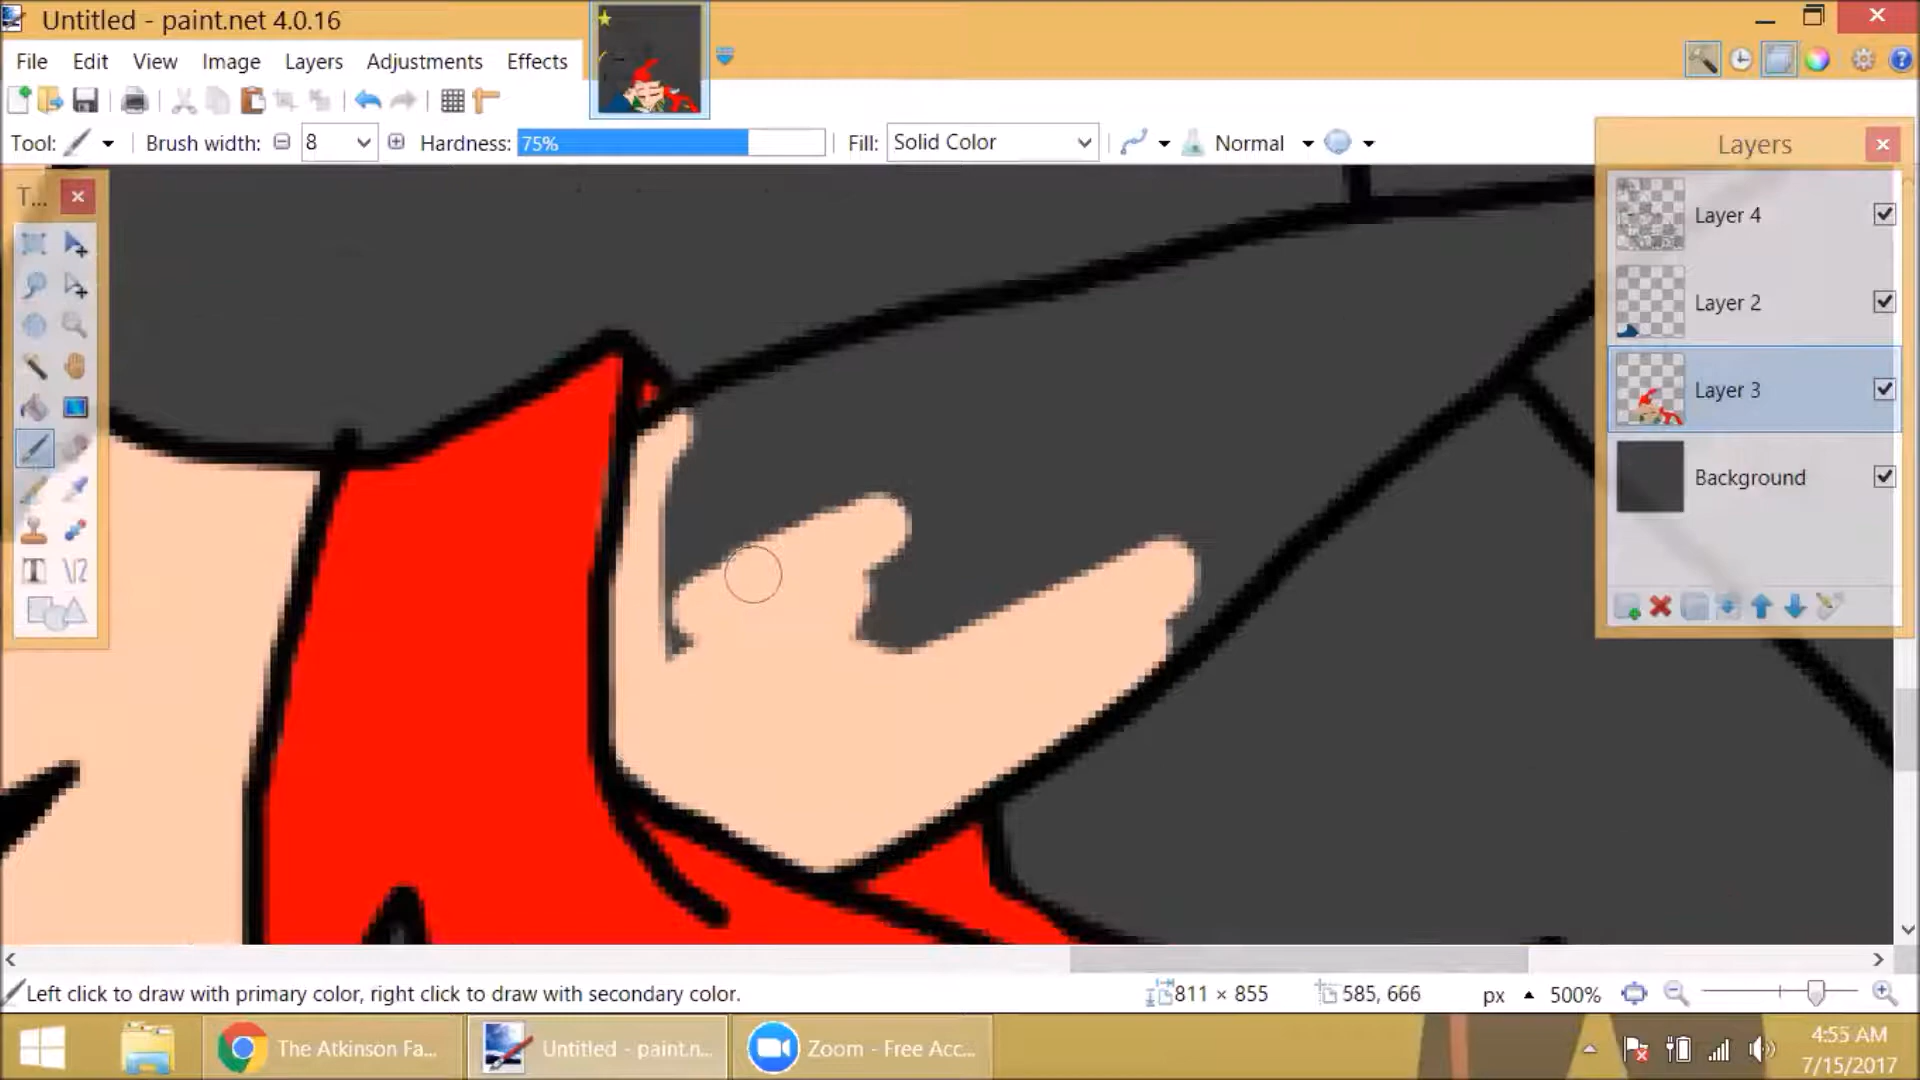 Untitled - paint.net 4.0.16
File Edit View Image Layers Adjustments Effects
Tool: Brush width: 8 Hardness: 75% Fill: Solid Color Normal
T...
Layers
Layer 4
Layer 2
Layer 3
Background
Left click to draw with primary color, right click to draw with secondary color.
811 × 855 585, 666 px 500%
The Atkinson Fa... Untitled - paint.n... Zoom - Free Acc...
4:55 AM
7/15/2017